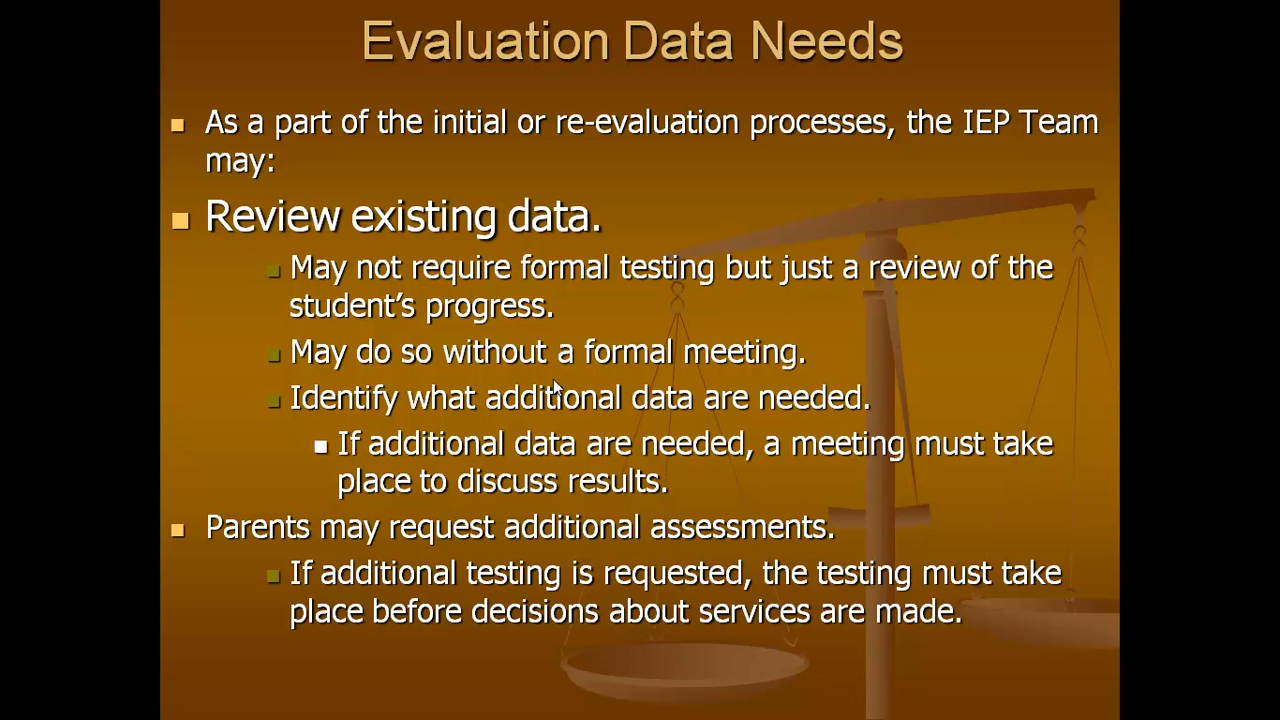 Evaluation Data Needs
As a part of the initial or re-evaluation processes, the IEP Team
may:
Review existing data.
May not require formal testing but just a review of the
student’s progress.
May do so without a formal meeting.
Identify what additional data are needed.
If additional data are needed, a meeting must take
place to discuss results.
Parents may request additional assessments.
If additional testing is requested, the testing must take
place before decisions about services are made.